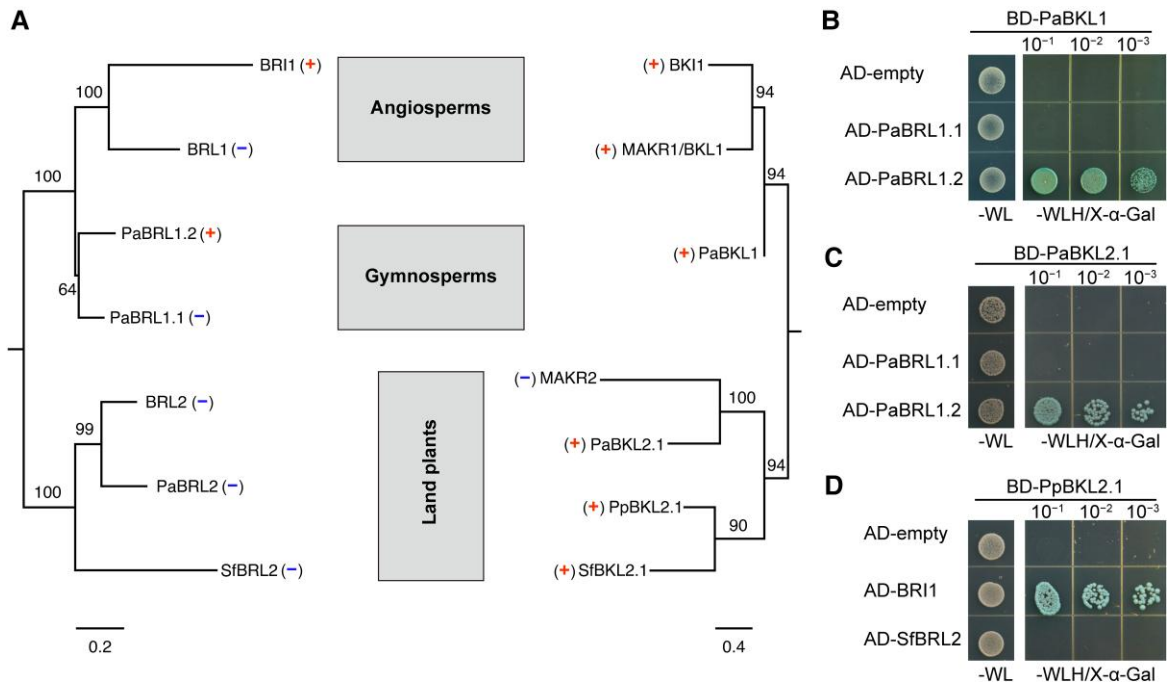 A
100
BRI1 (+)
BRL1 (−)
100
PaBRL1.2 (+)
64
PaBRL1.1 (−)
BRL2 (−)
99
PaBRL2 (−)
100
SfBRL2 (−)
0.2
Angiosperms
Gymnosperms
Land plants
(+) BKI1
94
(+) MAKR1/BKL1
94
(+) PaBKL1
(−) MAKR2
100
(+) PaBKL2.1
94
(+) PpBKL2.1
90
(+) SfBKL2.1
0.4
B
BD-PaBKL1
10−1 10−2 10−3
AD-empty
AD-PaBRL1.1
AD-PaBRL1.2
-WL -WLH/X-α-Gal
C
BD-PaBKL2.1
10−1 10−2 10−3
AD-empty
AD-PaBRL1.1
AD-PaBRL1.2
-WL -WLH/X-α-Gal
D
BD-PpBKL2.1
10−1 10−2 10−3
AD-empty
AD-BRI1
AD-SfBRL2
-WL -WLH/X-α-Gal